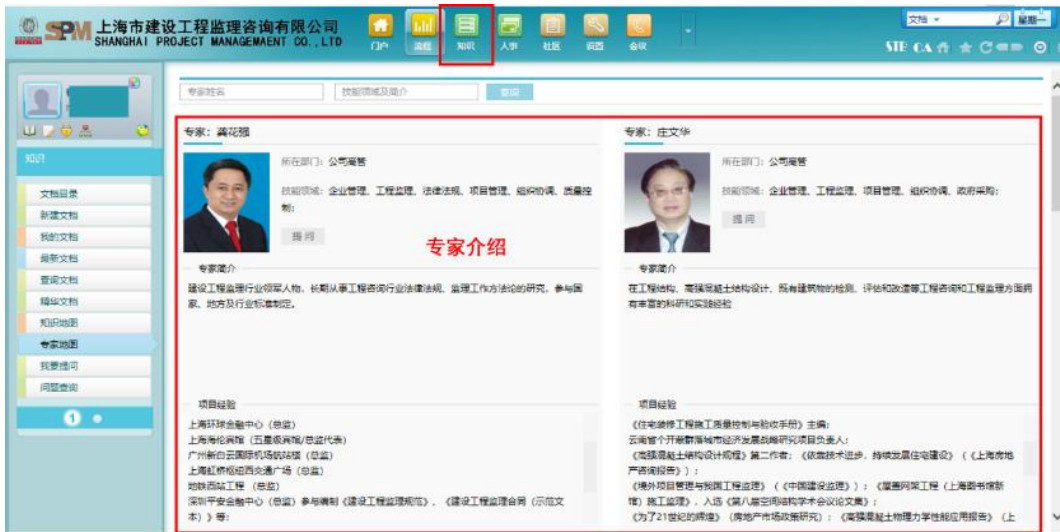 SPM 上海市建设工程监理咨询有限公司
SHANGHAI PROJECT MANAGEMAENT CO.,LTD
门户 流程 知识 人事 社区 设置 会议
文档 星期一
知识
文档目录
新建文档
我的文档
最新文档
查询文档
精华文档
知识地图
专家地图
我要提问
问题查询
1
专家姓名 技能领域及简介 查询
专家：龚花强
所在部门：公司高管
技能领域：企业管理、工程监理、法律法规、项目管理、组织协调、质量控
制；
提问
专家介绍
专家简介
建设工程监理行业领军人物，长期从事工程咨询行业法律法规、监理工作方法论的研究，参与国
家、地方及行业标准制定。
项目经验
上海环球金融中心（总监）
上海海伦宾馆（五星级宾馆/总监代表）
广州新白云国际机场航站楼（总监）
上海虹桥枢纽西交通广场（总监）
地铁西站工程（总监）
深圳平安金融中心（总监）参与编制《建设工程监理规范》、《建设工程监理合同（示范文
本）》等；
专家：庄文华
所在部门：公司高管
技能领域：企业管理、工程监理、项目管理、组织协调、政府采购；
提问
专家简介
在工程结构、高强混凝土结构设计、既有建筑物的检测、评估和改造等工程咨询和工程监理方面拥
有丰富的科研和实践经验
项目经验
《住宅装修工程施工质量控制与验收手册》主编；
云南省个开蒙群落城市经济发展战略研究项目负责人；
《高强混凝土结构设计规程》第二作者；《依靠技术进步，持续发展住宅建设》（《上海房地
产咨询报告》）；
《境外项目管理与我国工程监理》（《中国建设监理》）；《屋面网架工程（上海图书馆新
馆）施工监理》，入选《第八届空间结构学术会议论文集》；
《为了21世纪的辉煌》（房地产市场政策研究）；《高强混凝土物理力学性能应用报告》（上